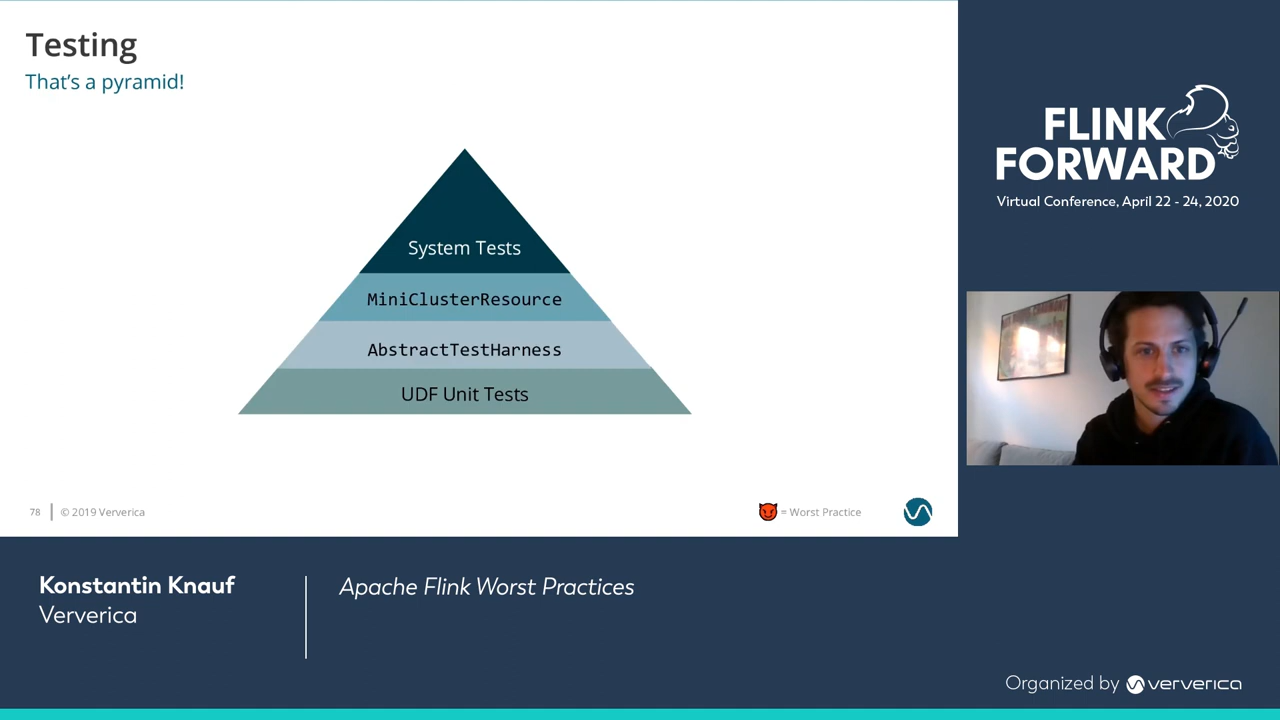 Testing
That's a pyramid!
System Tests
MiniClusterResource
AbstractTestHarness
UDF Unit Tests
78 © 2019 Ververica
= Worst Practice
FLINK
FORWARD
Virtual Conference, April 22 - 24, 2020
Konstantin Knauf
Ververica
Apache Flink Worst Practices
Organized by ververica